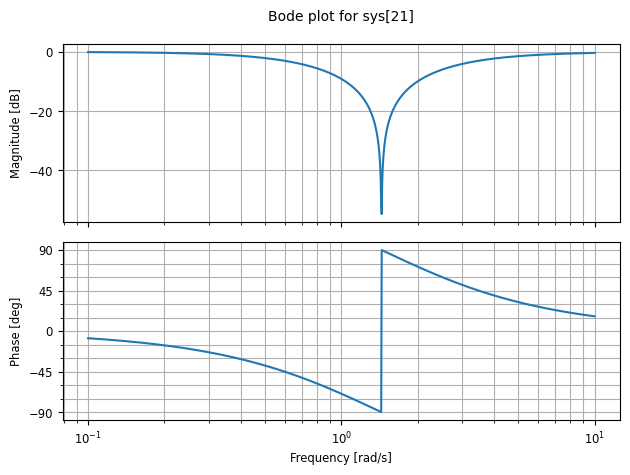 Bode plot for sys[21]
Magnitude [dB]
0
−20
−40
Phase [deg]
90
45
0
−45
−90
10⁻¹
10⁰
10¹
Frequency [rad/s]